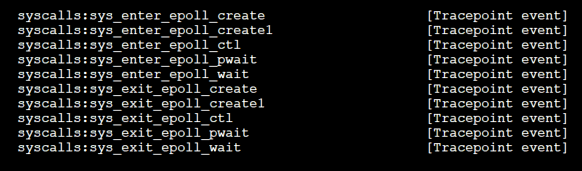 syscalls:sys_enter_epoll_create [Tracepoint event]
syscalls:sys_enter_epoll_create1 [Tracepoint event]
syscalls:sys_enter_epoll_ctl [Tracepoint event]
syscalls:sys_enter_epoll_pwait [Tracepoint event]
syscalls:sys_enter_epoll_wait [Tracepoint event]
syscalls:sys_exit_epoll_create [Tracepoint event]
syscalls:sys_exit_epoll_create1 [Tracepoint event]
syscalls:sys_exit_epoll_ctl [Tracepoint event]
syscalls:sys_exit_epoll_pwait [Tracepoint event]
syscalls:sys_exit_epoll_wait [Tracepoint event]